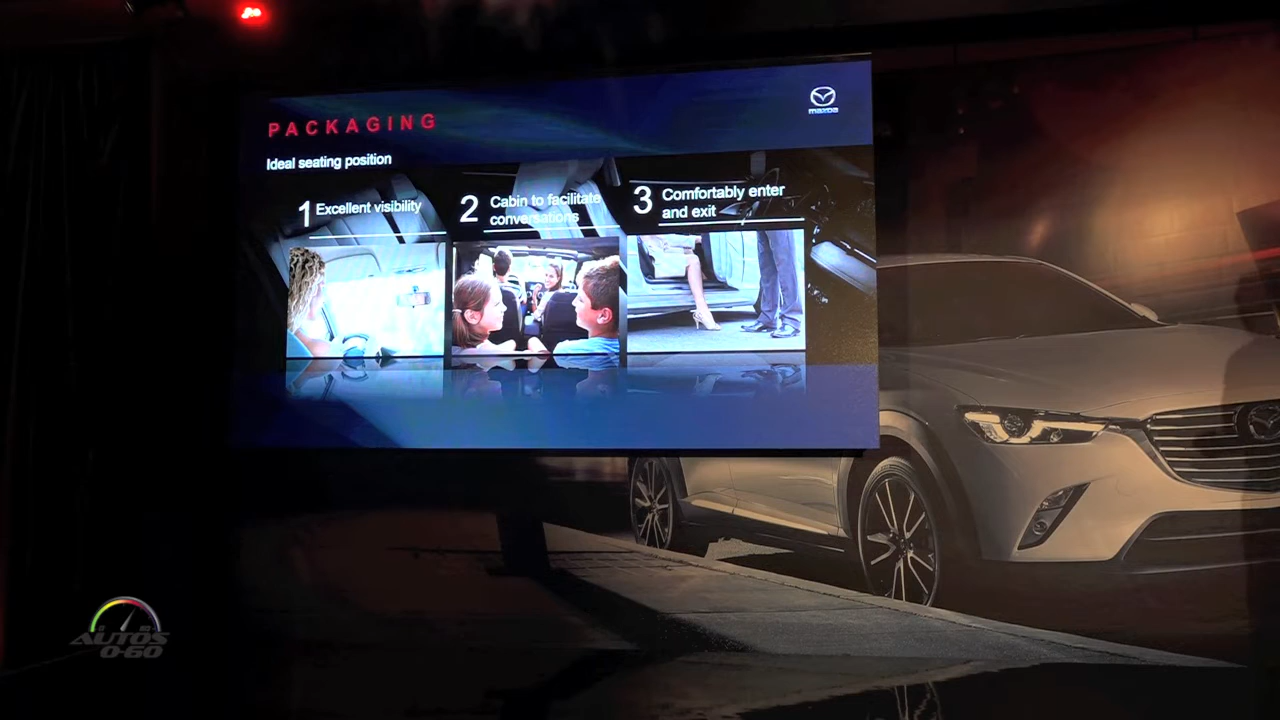 PACKAGING
mazda
Ideal seating position
1 Excellent visibility
2 Cabin to facilitate
conversations
3 Comfortably enter
and exit
AUTOS
0-60